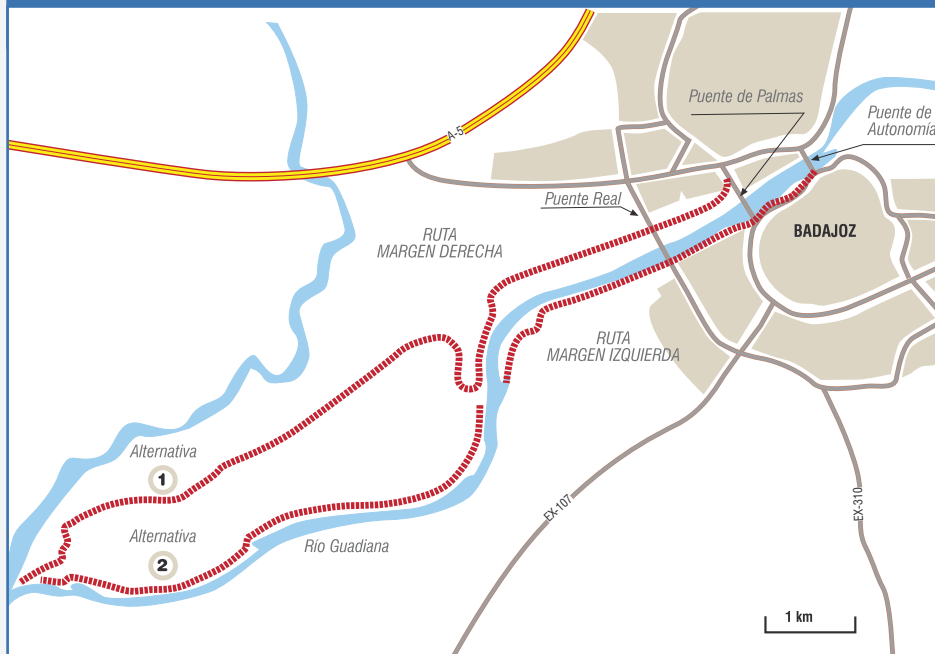 Puente de Palmas
Puente de
Autonomía
A-5
Puente Real
RUTA
MARGEN DERECHA
BADAJOZ
RUTA
MARGEN IZQUIERDA
Alternativa
1
EX-107
EX-310
Alternativa
2
Río Guadiana
1 km